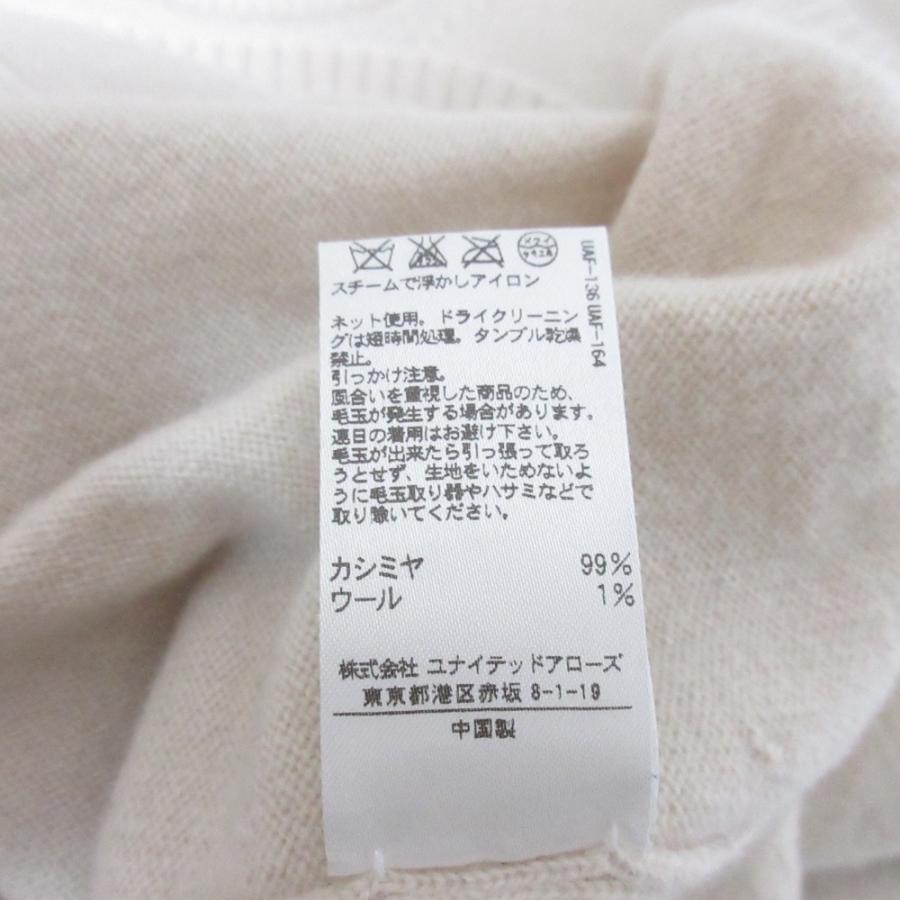 スチームで浮かしアイロン
ネット使用。ドライクリーニン
グは短時間処理。タンブル乾燥
禁止。
引っかけ注意。
風合いを重視した商品のため、
毛玉が発生する場合があります。
連日の着用はお避け下さい。
毛玉が出来たら引っ張って取ろ
うとせず、生地をいためないよ
うに毛玉取り器やハサミなどで
取り除いてください。
カシミヤ 99%
ウール 1%
株式会社 ユナイテッドアローズ
東京都港区赤坂 8-1-19
中国製
UAF-136 UAF-164